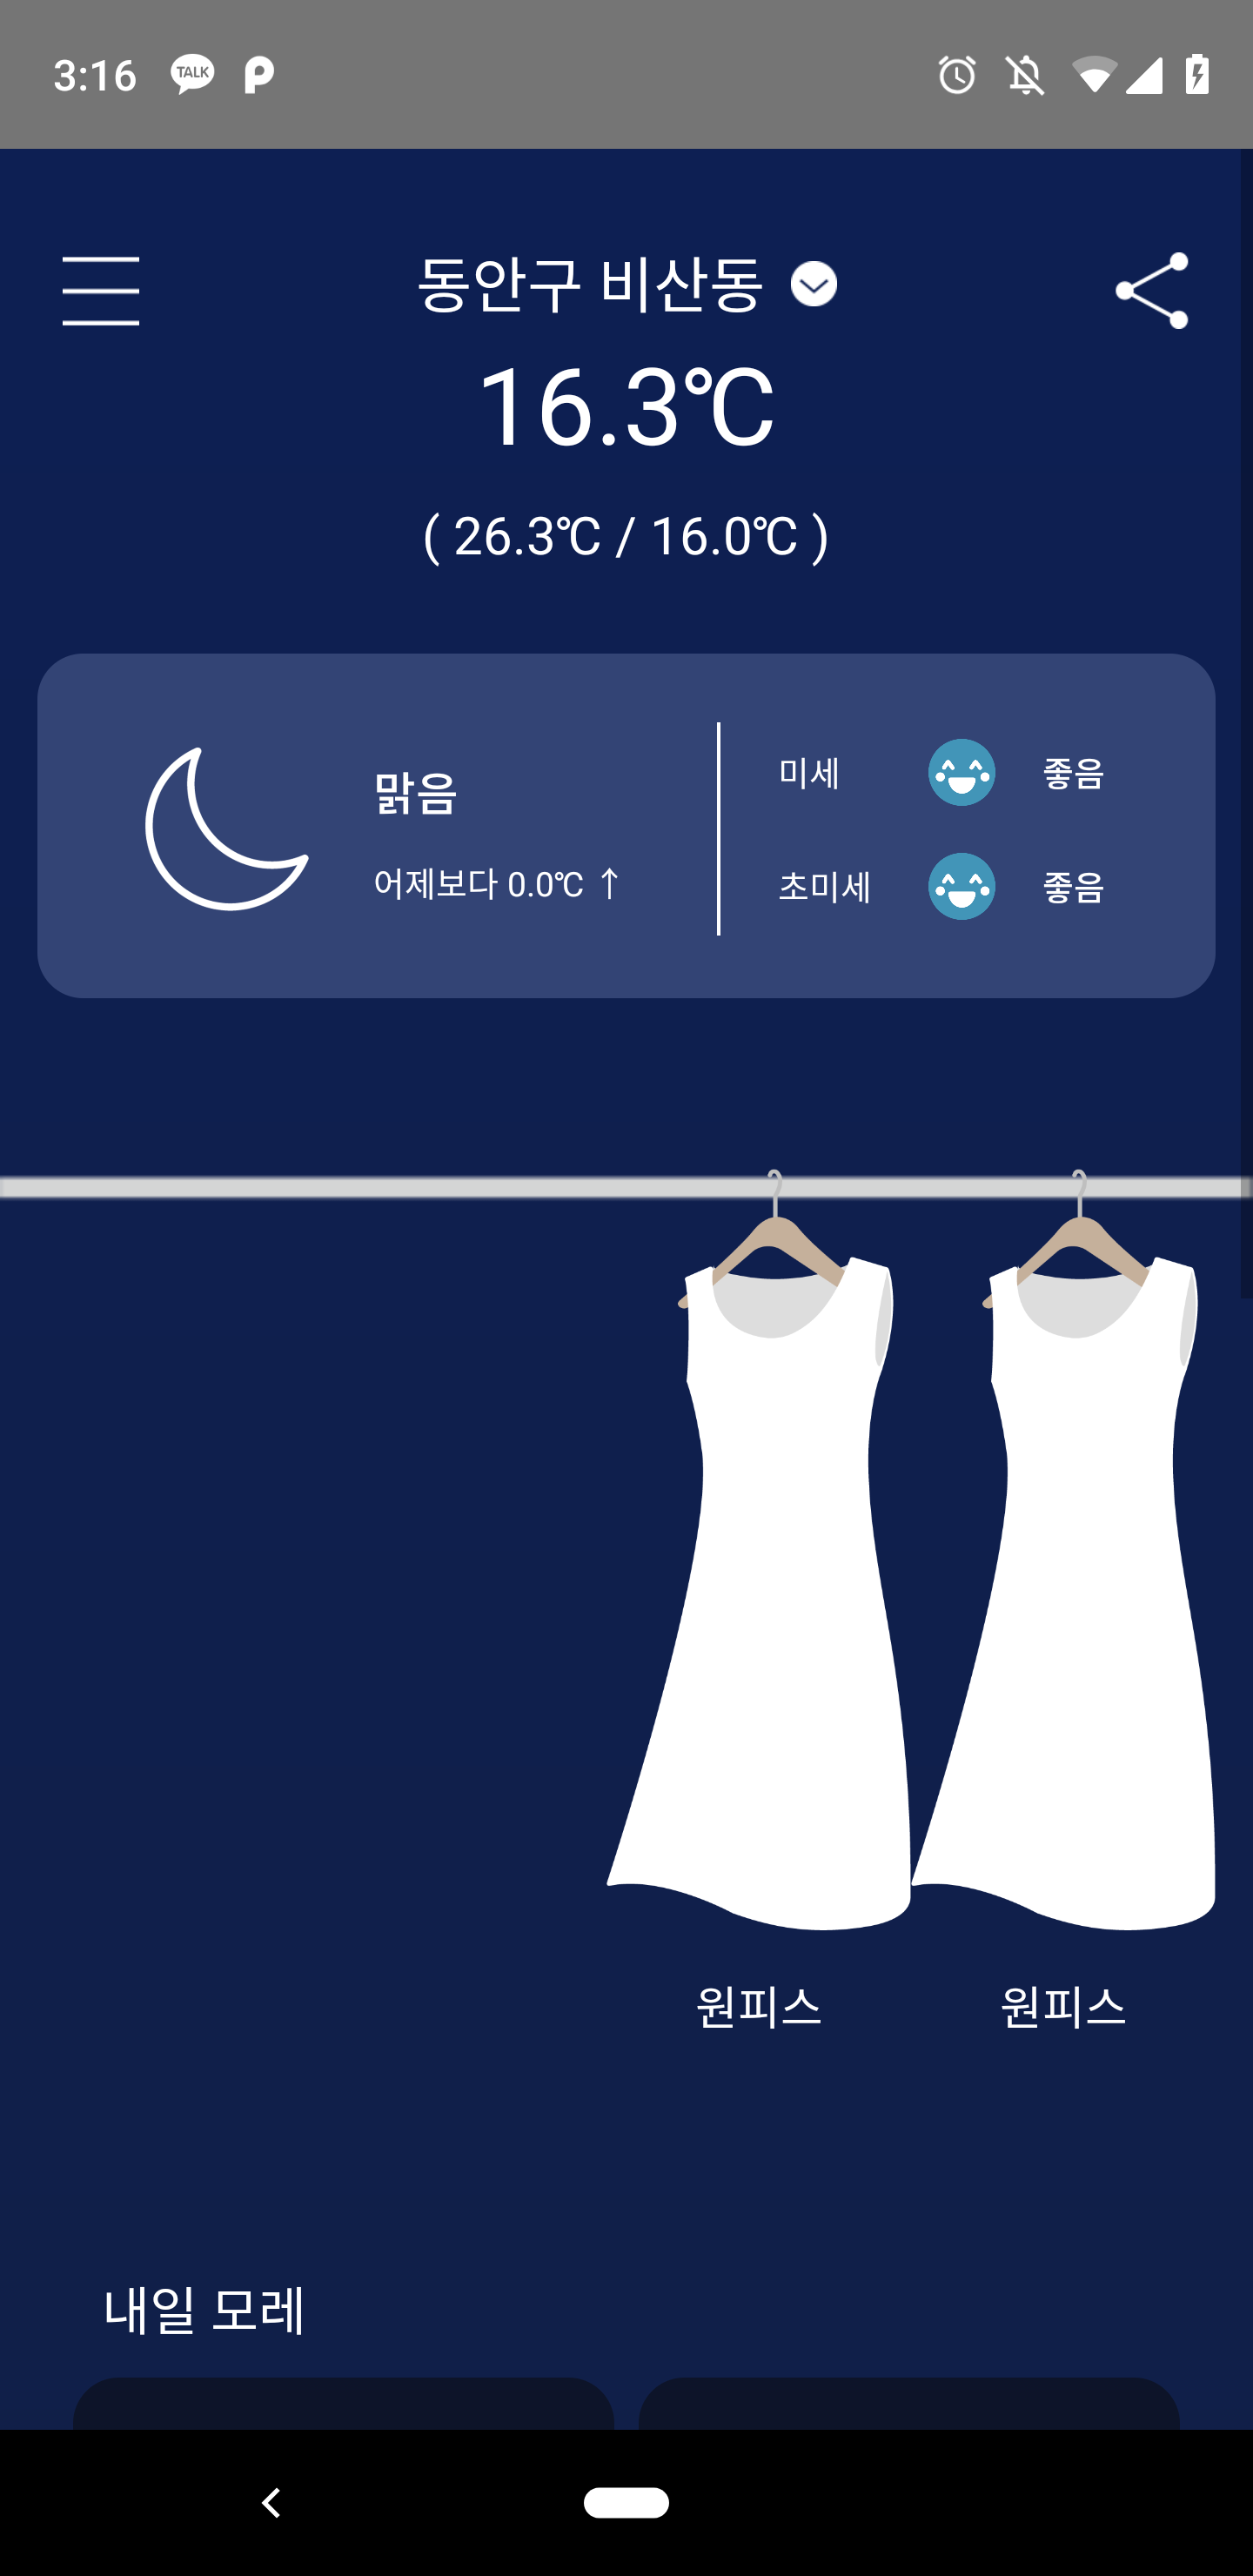 3:16 TALK
동안구 비산동
16.3℃
( 26.3℃ / 16.0℃ )
맑음
어제보다 0.0℃ ↑
미세 좋음
초미세 좋음
원피스 원피스
내일 모레